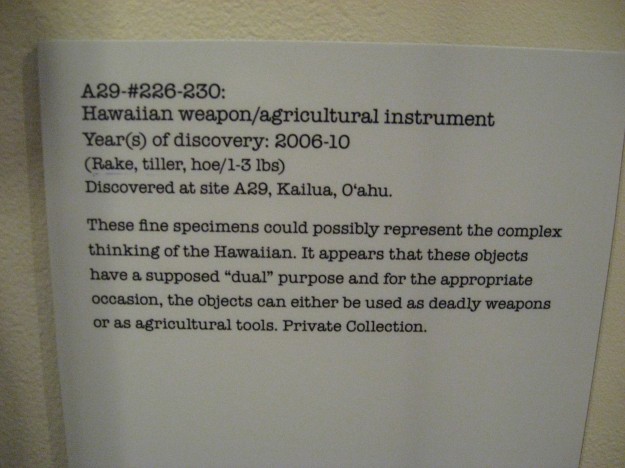 A29-#226-230:
Hawaiian weapon/agricultural instrument
Year(s) of discovery: 2006-10
(Rake, tiller, hoe/1-3 lbs)
Discovered at site A29, Kailua, O‘ahu.
These fine specimens could possibly represent the complex
thinking of the Hawaiian. It appears that these objects
have a supposed “dual” purpose and for the appropriate
occasion, the objects can either be used as deadly weapons
or as agricultural tools. Private Collection.